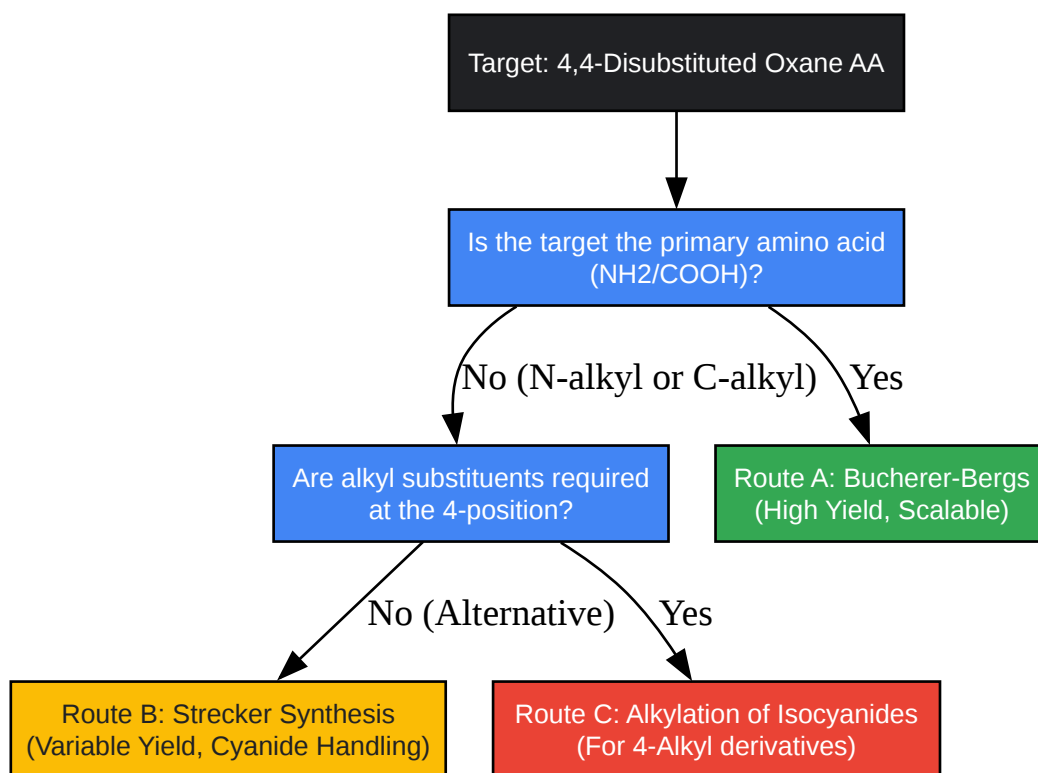 Target: 4,4-Disubstituted Oxane AA
Is the target the primary amino acid
(NH2/COOH)?
No (N-alkyl or C-alkyl)
Yes
Are alkyl substituents required
at the 4-position?
Route A: Bucherer-Bergs
(High Yield, Scalable)
No (Alternative)
Yes
Route B: Strecker Synthesis
(Variable Yield, Cyanide Handling)
Route C: Alkylation of Isocyanides
(For 4-Alkyl derivatives)